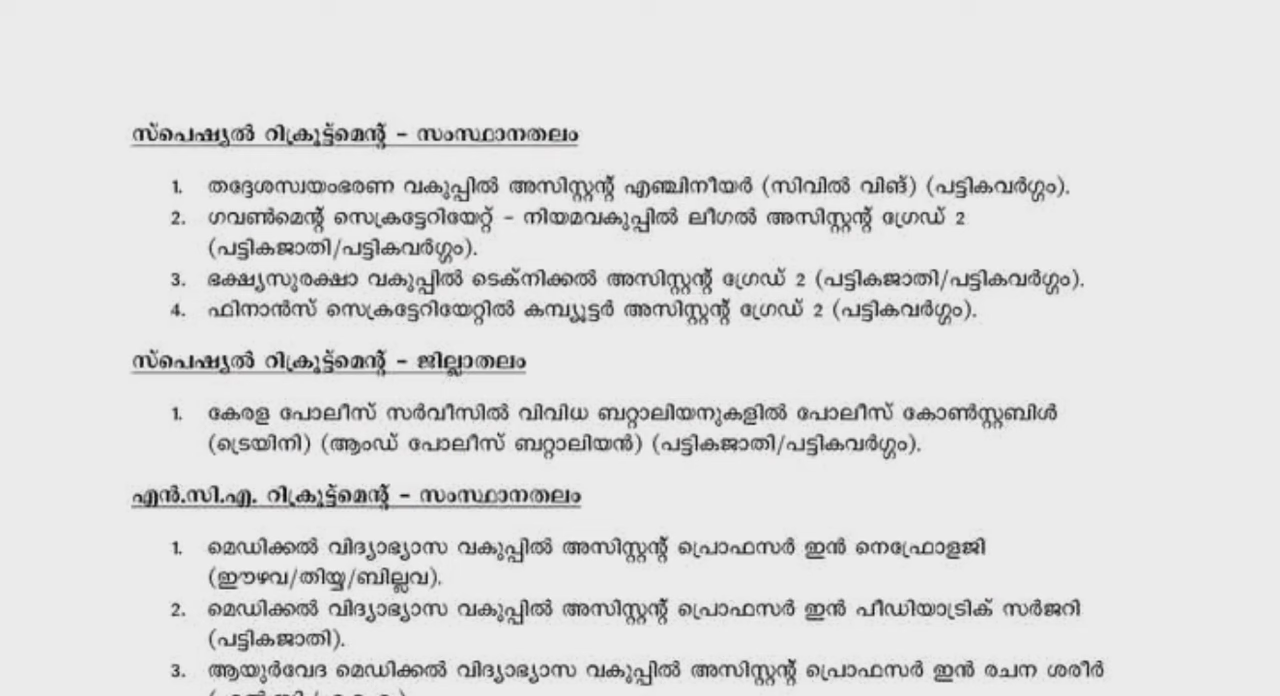 സ്പെഷ്യൽ റിക്രൂട്ട്മെന്റ് – സംസ്ഥാനതലം
1. തദ്ദേശസ്വയംഭരണ വകുപ്പിൽ അസിസ്റ്റന്റ് എഞ്ചിനീയർ (സിവിൽ വിങ്) (പട്ടികവർഗ്ഗം).
2. ഗവൺമെന്റ് സെക്രട്ടേറിയേറ്റ് – നിയമവകുപ്പിൽ ലീഗൽ അസിസ്റ്റന്റ് ഗ്രേഡ് 2
(പട്ടികജാതി/പട്ടികവർഗ്ഗം).
3. ഭക്ഷ്യസുരക്ഷാ വകുപ്പിൽ ടെക്നിക്കൽ അസിസ്റ്റന്റ് ഗ്രേഡ് 2 (പട്ടികജാതി/പട്ടികവർഗ്ഗം).
4. ഫിനാൻസ് സെക്രട്ടേറിയേറ്റിൽ കമ്പ്യൂട്ടർ അസിസ്റ്റന്റ് ഗ്രേഡ് 2 (പട്ടികവർഗ്ഗം).
സ്പെഷ്യൽ റിക്രൂട്ട്മെന്റ് – ജില്ലാതലം
1. കേരള പോലീസ് സർവീസിൽ വിവിധ ബറ്റാലിയനുകളിൽ പോലീസ് കോൺസ്റ്റബിൾ
(ട്രെയിനി) (ആംഡ് പോലീസ് ബറ്റാലിയൻ) (പട്ടികജാതി/പട്ടികവർഗ്ഗം).
എൻ.സി.എ. റിക്രൂട്ട്മെന്റ് – സംസ്ഥാനതലം
1. മെഡിക്കൽ വിദ്യാഭ്യാസ വകുപ്പിൽ അസിസ്റ്റന്റ് പ്രൊഫസർ ഇൻ നെഫ്രോളജി
(ഈഴവ/തിയ്യ/ബില്ലവ).
2. മെഡിക്കൽ വിദ്യാഭ്യാസ വകുപ്പിൽ അസിസ്റ്റന്റ് പ്രൊഫസർ ഇൻ പീഡിയാട്രിക് സർജറി
(പട്ടികജാതി).
3. ആയുർവേദ മെഡിക്കൽ വിദ്യാഭ്യാസ വകുപ്പിൽ അസിസ്റ്റന്റ് പ്രൊഫസർ ഇൻ രചന ശരീർ